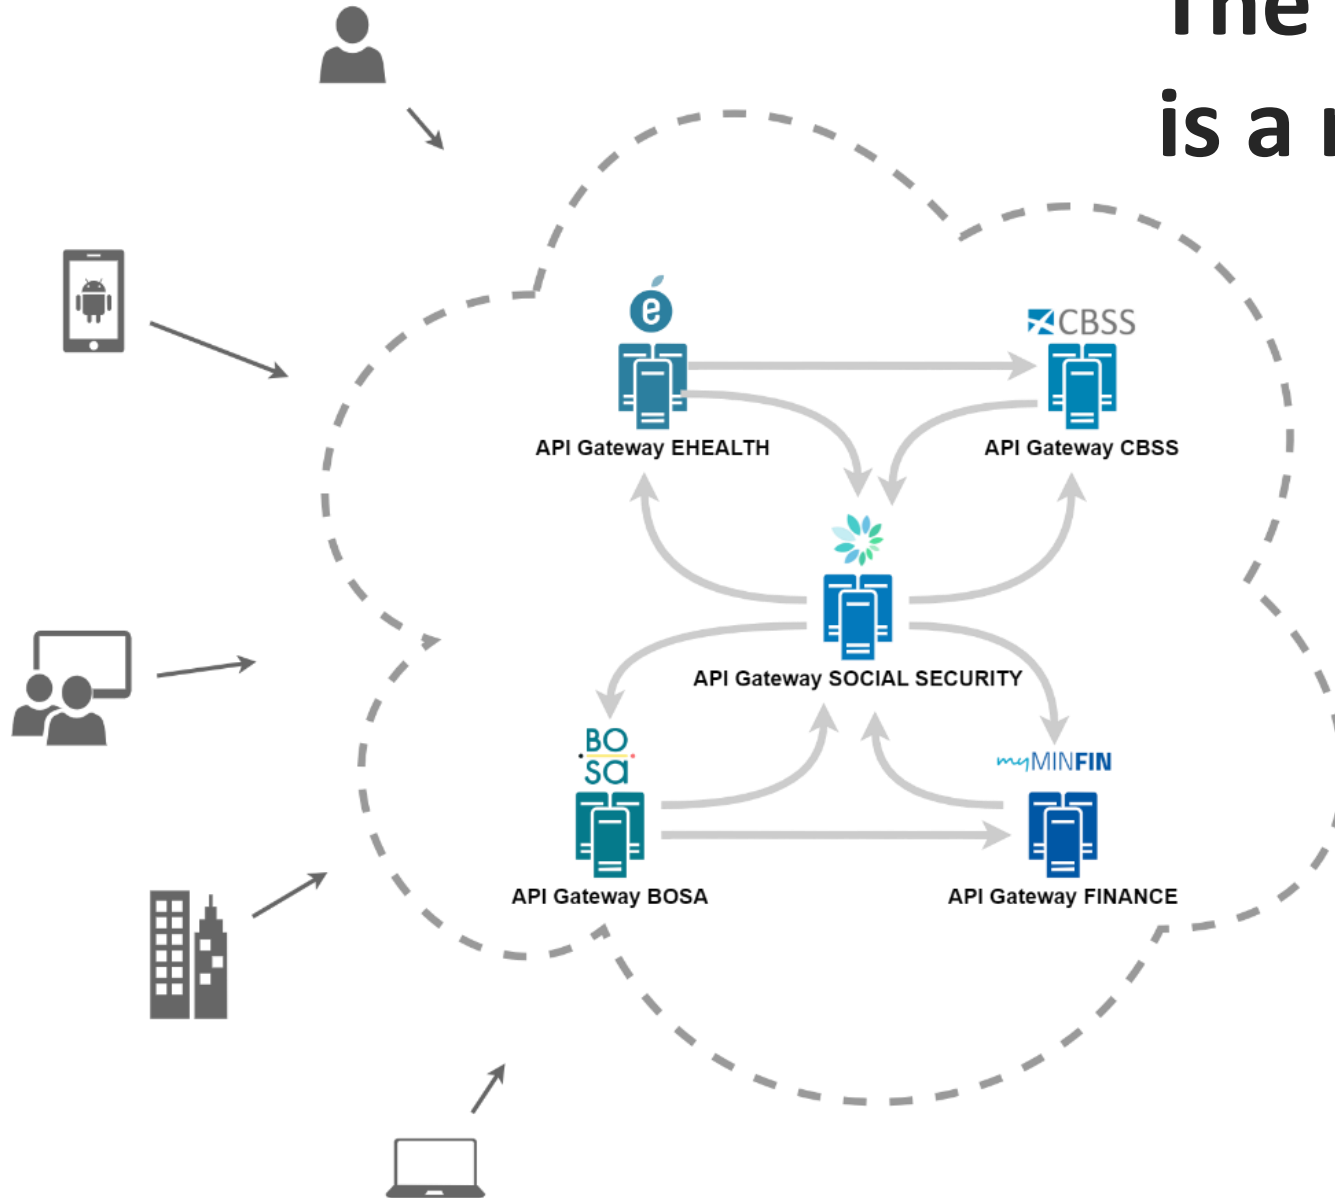 The
is a
e
CBSS
API Gateway EHEALTH
API Gateway CBSS
API Gateway SOCIAL SECURITY
BO
sa
myMINFIN
API Gateway BOSA
API Gateway FINANCE